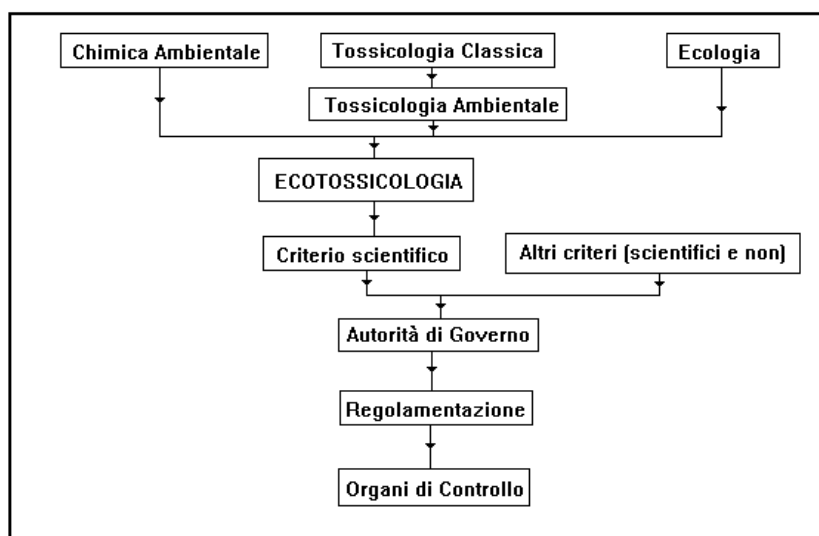 Chimica Ambientale
Tossicologia Classica
Ecologia
Tossicologia Ambientale
ECOTOSSICOLOGIA
Criterio scientifico
Altri criteri (scientifici e non)
Autorità di Governo
Regolamentazione
Organi di Controllo